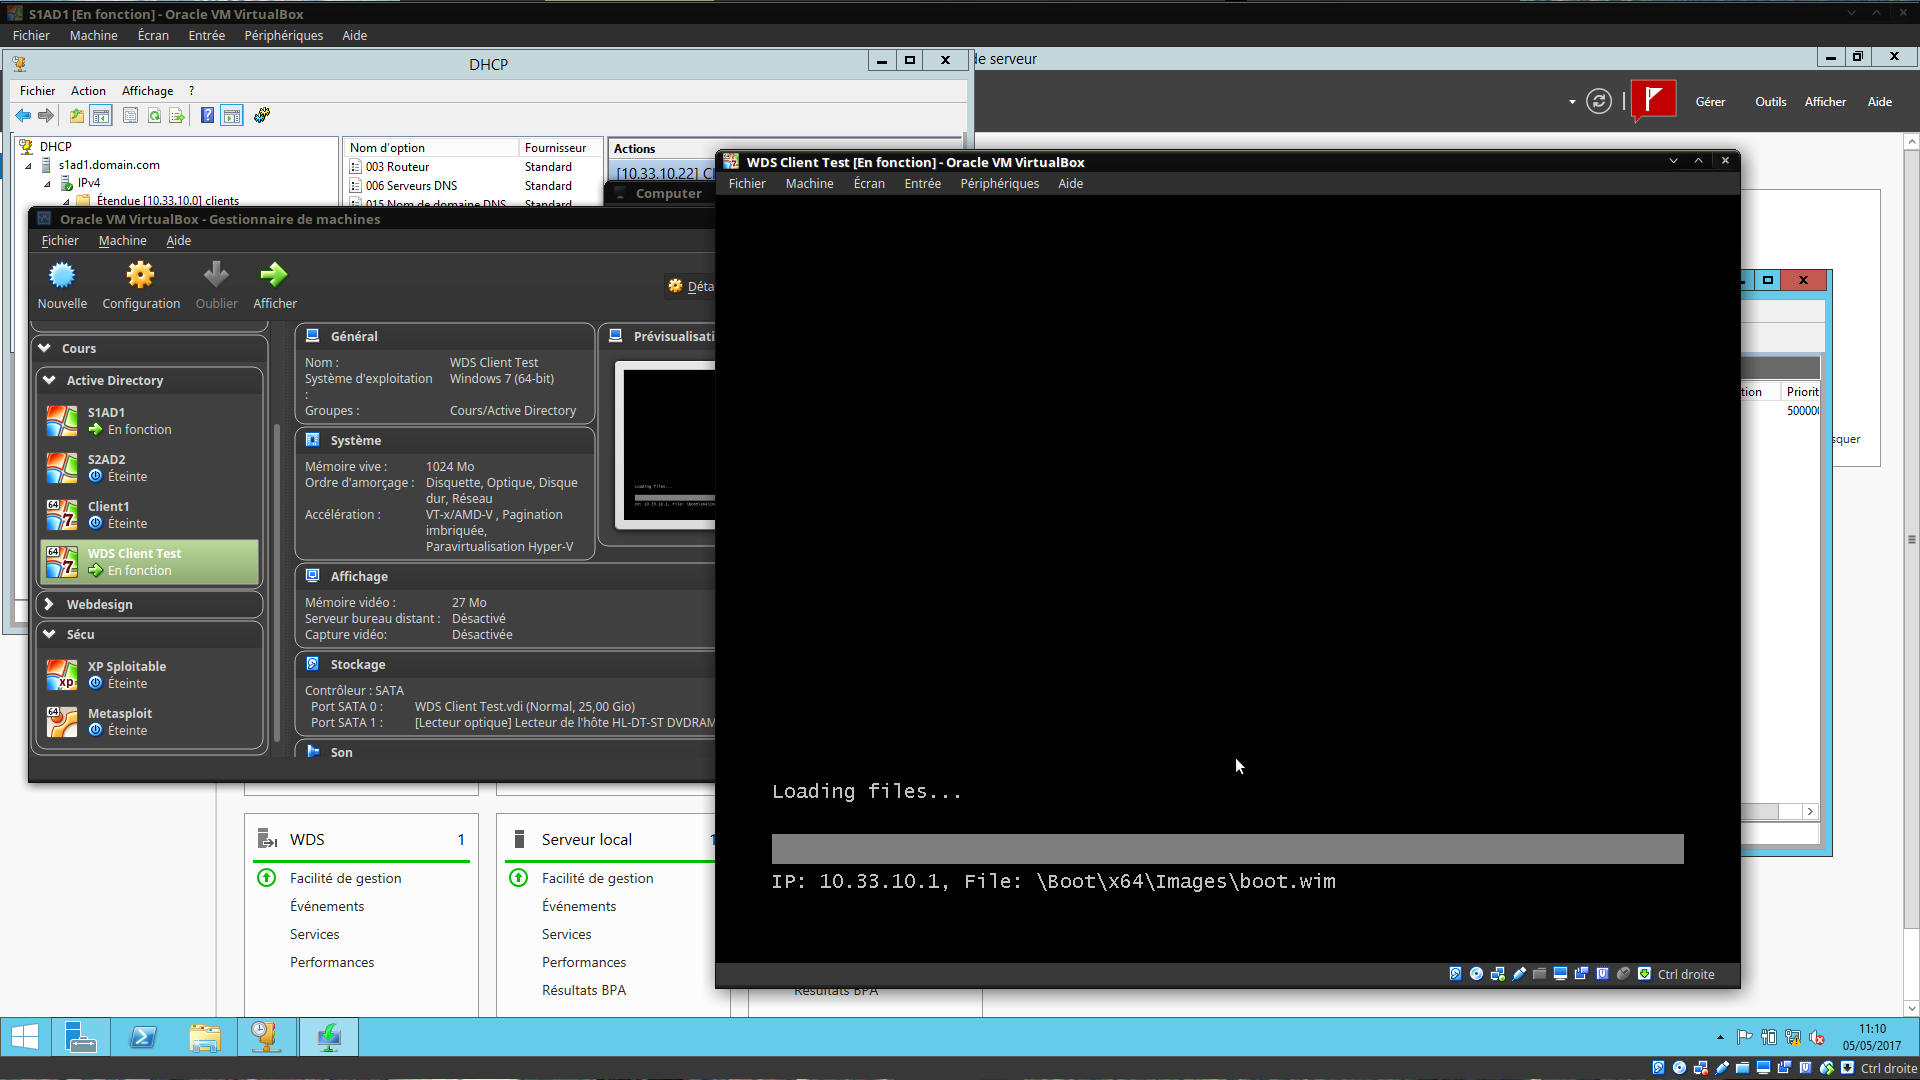 S1AD1 [En fonction] - Oracle VM VirtualBox
Fichier Machine Écran Entrée Périphériques Aide
DHCP
de serveur
Fichier Action Affichage ?
Gérer Outils Afficher Aide
DHCP
s1ad1.domain.com
IPv4
Étendue [10.33.10.0] clients
Nom d'option Fournisseur
003 Routeur Standard
006 Serveurs DNS Standard
015 Nom de domaine DNS Standard
Actions
[10.33.10.22] Cl
Computer
Oracle VM VirtualBox - Gestionnaire de machines
Fichier Machine Aide
Nouvelle Configuration Oublier Afficher
Déta
Cours
Active Directory
S1AD1
En fonction
S2AD2
Éteinte
Client1
Éteinte
WDS Client Test
En fonction
Webdesign
Sécu
XP Sploitable
Éteinte
Metasploit
Éteinte
Général
Nom : WDS Client Test
Système d'exploitation Windows 7 (64-bit)
:
Groupes : Cours/Active Directory
Système
Mémoire vive : 1024 Mo
Ordre d'amorçage : Disquette, Optique, Disque
dur, Réseau
Accélération : VT-x/AMD-V , Pagination
imbriquée,
Paravirtualisation Hyper-V
Prévisualisati
Loading files...
Affichage
Mémoire vidéo : 27 Mo
Serveur bureau distant : Désactivé
Capture vidéo: Désactivée
Stockage
Contrôleur : SATA
Port SATA 0 : WDS Client Test.vdi (Normal, 25,00 Gio)
Port SATA 1 : [Lecteur optique] Lecteur de l'hôte HL-DT-ST DVDRAM
Son
WDS Client Test [En fonction] - Oracle VM VirtualBox
Fichier Machine Écran Entrée Périphériques Aide
Loading files...
IP: 10.33.10.1, File: \Boot\x64\Images\boot.wim
Ctrl droite
tion Priorit
50000
squer
WDS 1
Facilité de gestion
Événements
Services
Performances
Serveur local 1
Facilité de gestion
Événements
Services
Performances
Résultats BPA
Résultats BPA
11:10
05/05/2017
Ctrl droite